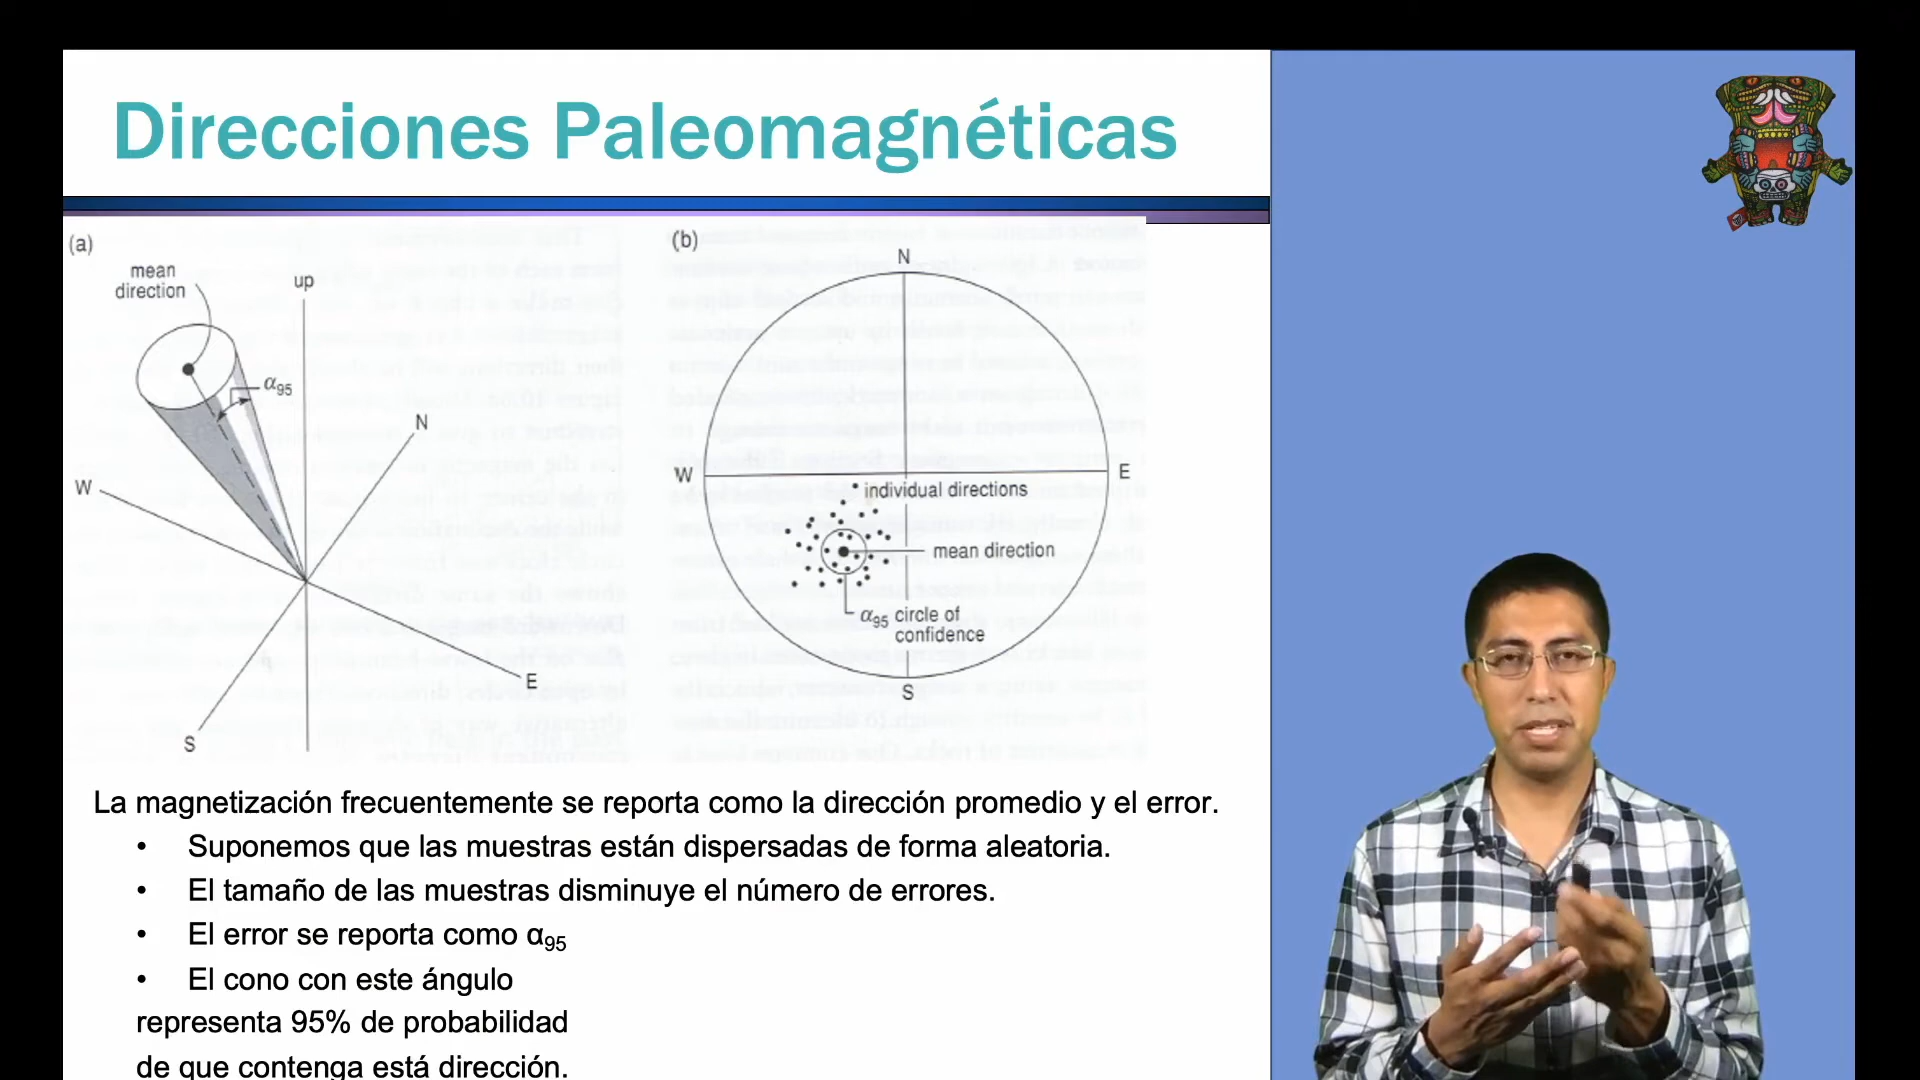 Direcciones Paleomagnéticas
(a)
mean
direction
up
α95
N
W
E
S
(b)
N
W
E
individual directions
mean direction
α95 circle of
confidence
S
La magnetización frecuentemente se reporta como la dirección promedio y el error.
• Suponemos que las muestras están dispersadas de forma aleatoria.
• El tamaño de las muestras disminuye el número de errores.
• El error se reporta como α95
• El cono con este ángulo
representa 95% de probabilidad
de que contenga está dirección.